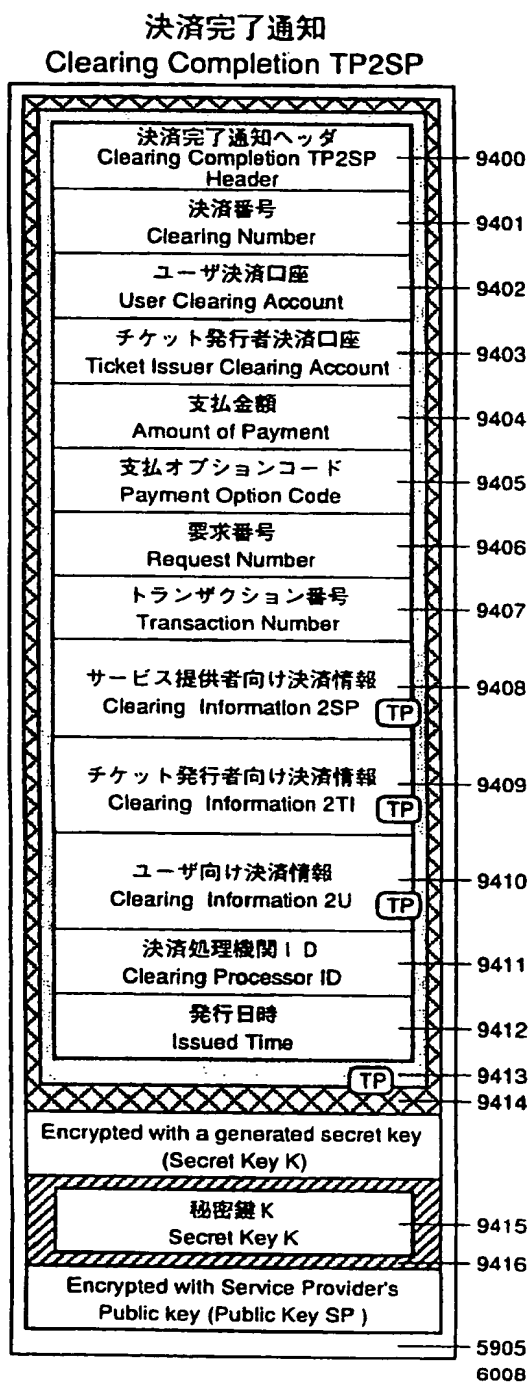 決済完了通知
Clearing Completion TP2SP
決済完了通知ヘッダ
Clearing Completion TP2SP
Header
9400
決済番号
Clearing Number
9401
ユーザ決済口座
User Clearing Account
9402
チケット発行者決済口座
Ticket Issuer Clearing Account
9403
支払金額
Amount of Payment
9404
支払オプションコード
Payment Option Code
9405
要求番号
Request Number
9406
トランザクション番号
Transaction Number
9407
サービス提供者向け決済情報
Clearing Information 2SP
TP
9408
チケット発行者向け決済情報
Clearing Information 2TI
TP
9409
ユーザ向け決済情報
Clearing Information 2U
TP
9410
決済処理機関ID
Clearing Processor ID
9411
発行日時
Issued Time
9412
TP
9413
9414
Encrypted with a generated secret key
(Secret Key K)
秘密鍵K
Secret Key K
9415
9416
Encrypted with Service Provider's
Public key (Public Key SP )
5905
6008